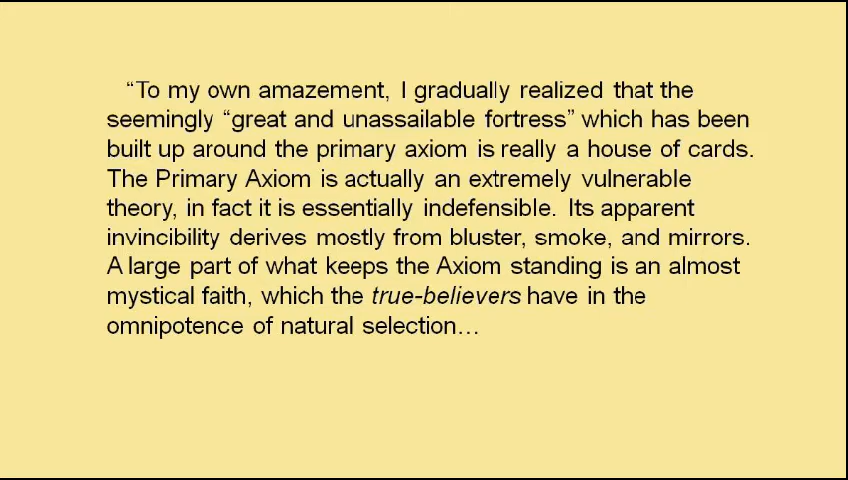 “To my own amazement, I gradually realized that the
seemingly “great and unassailable fortress” which has been
built up around the primary axiom is really a house of cards.
The Primary Axiom is actually an extremely vulnerable
theory, in fact it is essentially indefensible. Its apparent
invincibility derives mostly from bluster, smoke, and mirrors.
A large part of what keeps the Axiom standing is an almost
mystical faith, which the true-believers have in the
omnipotence of natural selection…